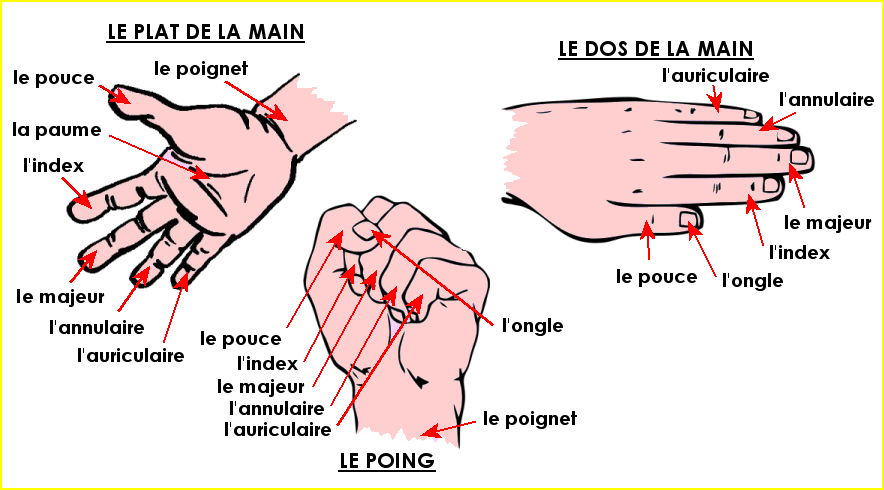 LE PLAT DE LA MAIN
le pouce
le poignet
la paume
l'index
le majeur
l'annulaire
l'auriculaire
LE DOS DE LA MAIN
l'auriculaire
l'annulaire
le majeur
l'index
le pouce
l'ongle
le pouce
l'index
le majeur
l'annulaire
l'auriculaire
l'ongle
le poignet
LE POING